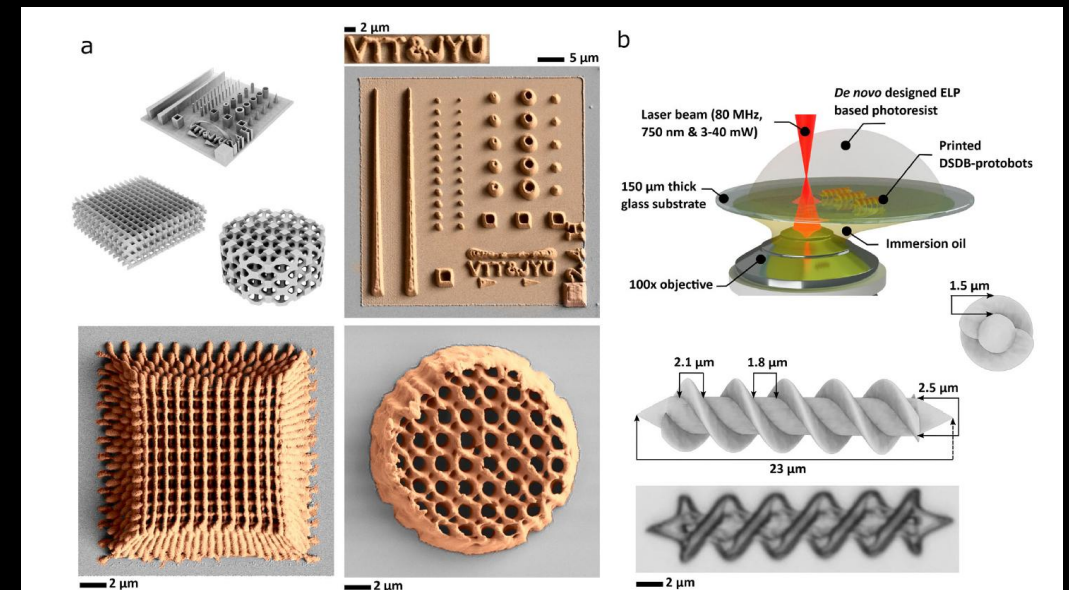 a
2 µm
VTT&JYU
5 µm
VTT&JYU
2 µm
2 µm
b
De novo designed ELP
based photoresist
Laser beam (80 MHz,
750 nm & 3-40 mW)
Printed
DSDB-protobots
150 µm thick
glass substrate
Immersion oil
100x objective
1.5 µm
2.1 µm
1.8 µm
2.5 µm
23 µm
2 µm